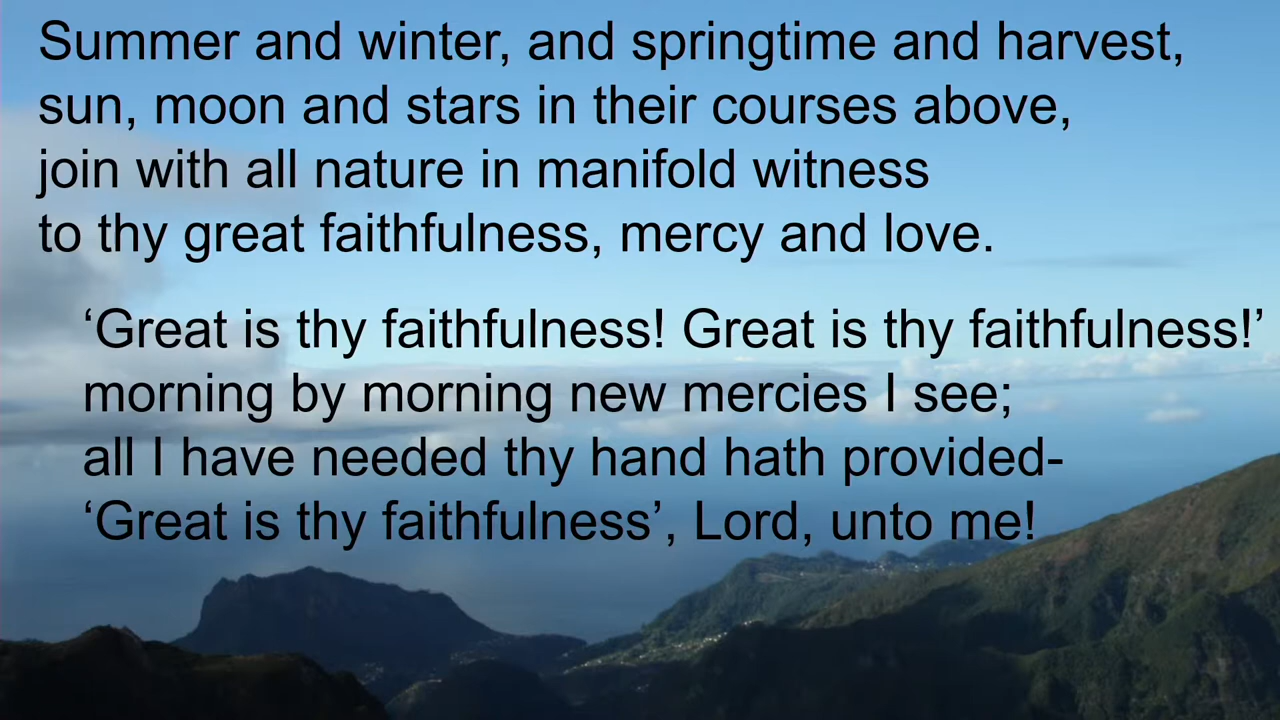 Summer and winter, and springtime and harvest,
sun, moon and stars in their courses above,
join with all nature in manifold witness
to thy great faithfulness, mercy and love.
‘Great is thy faithfulness! Great is thy faithfulness!’
morning by morning new mercies I see;
all I have needed thy hand hath provided-
‘Great is thy faithfulness’, Lord, unto me!